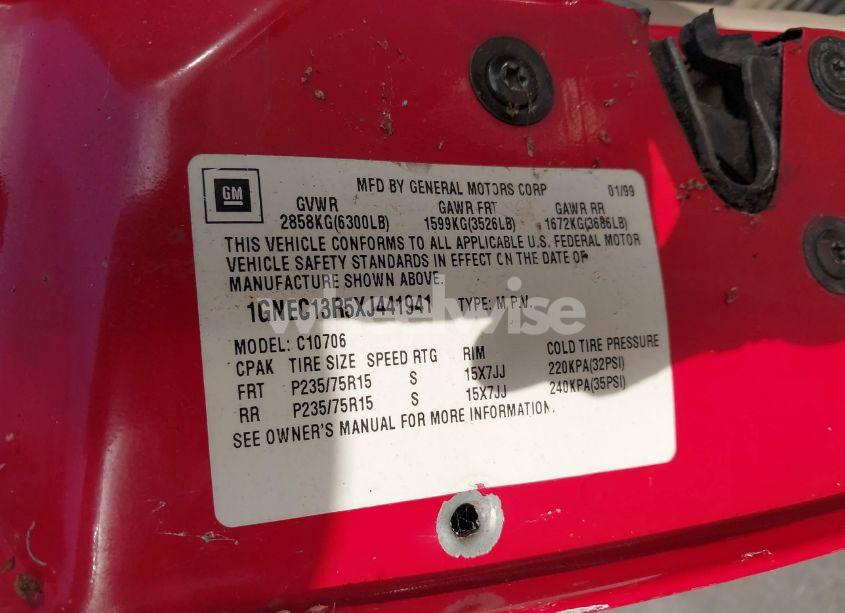 GM
MFD BY GENERAL MOTORS CORP 01/99
GVWR GAWR FRT GAWR RR
2858KG(6300LB) 1599KG(3526LB) 1672KG(3686LB)
THIS VEHICLE CONFORMS TO ALL APPLICABLE U.S. FEDERAL MOTOR
VEHICLE SAFETY STANDARDS IN EFFECT ON THE DATE OF
MANUFACTURE SHOWN ABOVE.
1GNEC13R5XJ441941 TYPE: M.P.V.
wheelwise
MODEL: C10706
CPAK TIRE SIZE SPEED RTG RIM COLD TIRE PRESSURE
FRT P235/75R15 S 15X7JJ 220KPA(32PSI)
RR P235/75R15 S 15X7JJ 240KPA(35PSI)
SEE OWNER'S MANUAL FOR MORE INFORMATION.